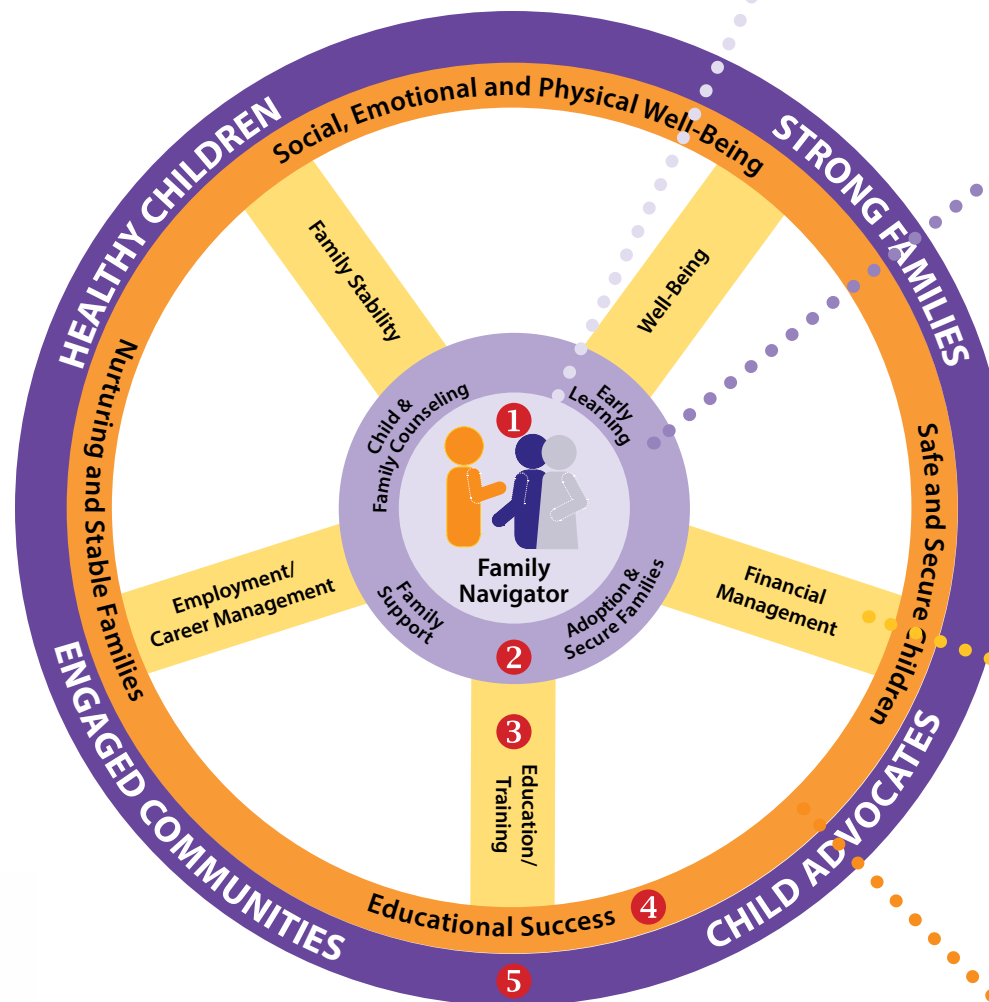 HEALTHY CHILDREN
STRONG FAMILIES
Social, Emotional and Physical Well-Being
Nurturing and Stable Families
Safe and Secure Children
Family Stability
Well-Being
Child &
Family Counseling
Early
Learning
1
Family
Navigator
Family
Support
Adoption &
Secure Families
2
Employment/
Career Management
Financial
Management
3
Education/
Training
Educational Success
4
ENGAGED COMMUNITIES
CHILD ADVOCATES
5